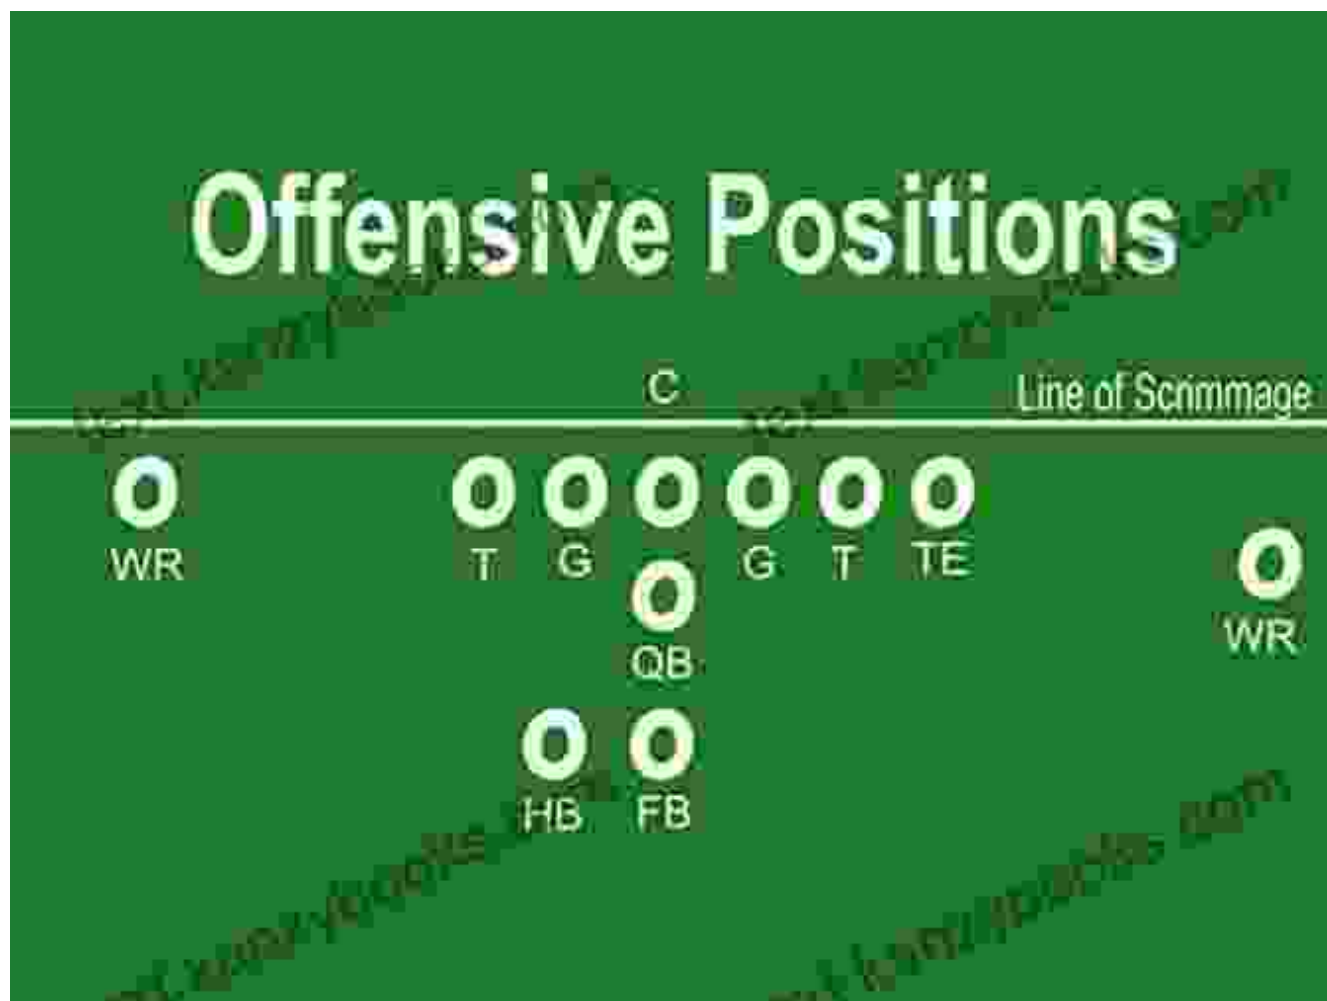 Offensive Positions
C
Line of Scrimmage
O O O O O O O
WR T G G T TE
O O
QB WR
O O
HB FB